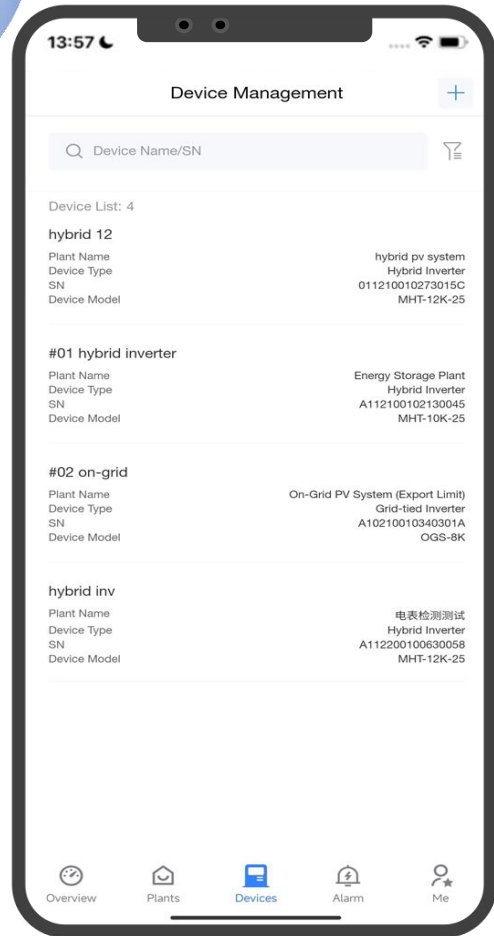 13:57
Device Management
Device Name/SN
Device List: 4
hybrid 12
Plant Name hybrid pv system
Device Type Hybrid Inverter
SN 011210010273015C
Device Model MHT-12K-25
#01 hybrid inverter
Plant Name Energy Storage Plant
Device Type Hybrid Inverter
SN A112100102130045
Device Model MHT-10K-25
#02 on-grid
Plant Name On-Grid PV System (Export Limit)
Device Type Grid-tied Inverter
SN A10210010340301A
Device Model OGS-8K
hybrid inv
Plant Name 电表检测测试
Device Type Hybrid Inverter
SN A112200100630058
Device Model MHT-12K-25
Overview Plants Devices Alarm Me